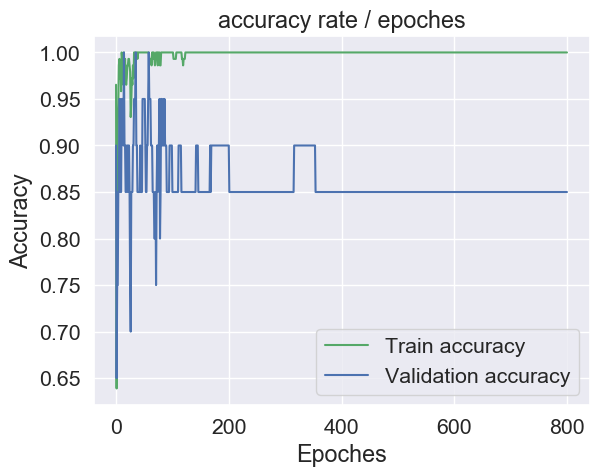 accuracy rate / epoches
Accuracy
1.00
0.95
0.90
0.85
0.80
0.75
0.70
0.65
Train accuracy
Validation accuracy
0 200 400 600 800
Epoches